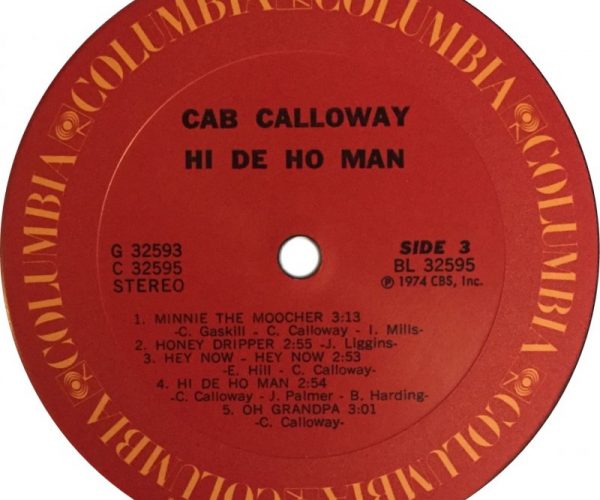 COLUMBIA COLUMBIA COLUMBIA COLUMBIA COLUMBIA COLUMBIA
CAB CALLOWAY
HI DE HO MAN
G 32593
C 32595
STEREO
SIDE 3
BL 32595
℗ 1974 CBS, Inc.
1. MINNIE THE MOOCHER 3:13
-C. Gaskill - C. Calloway - I. Mills-
2. HONEY DRIPPER 2:55 -J. Liggins-
3. HEY NOW - HEY NOW 2:53
-E. Hill - C. Calloway-
4. HI DE HO MAN 2:54
-C. Calloway - J. Palmer - B. Harding-
5. OH GRANDPA 3:01
-C. Calloway-